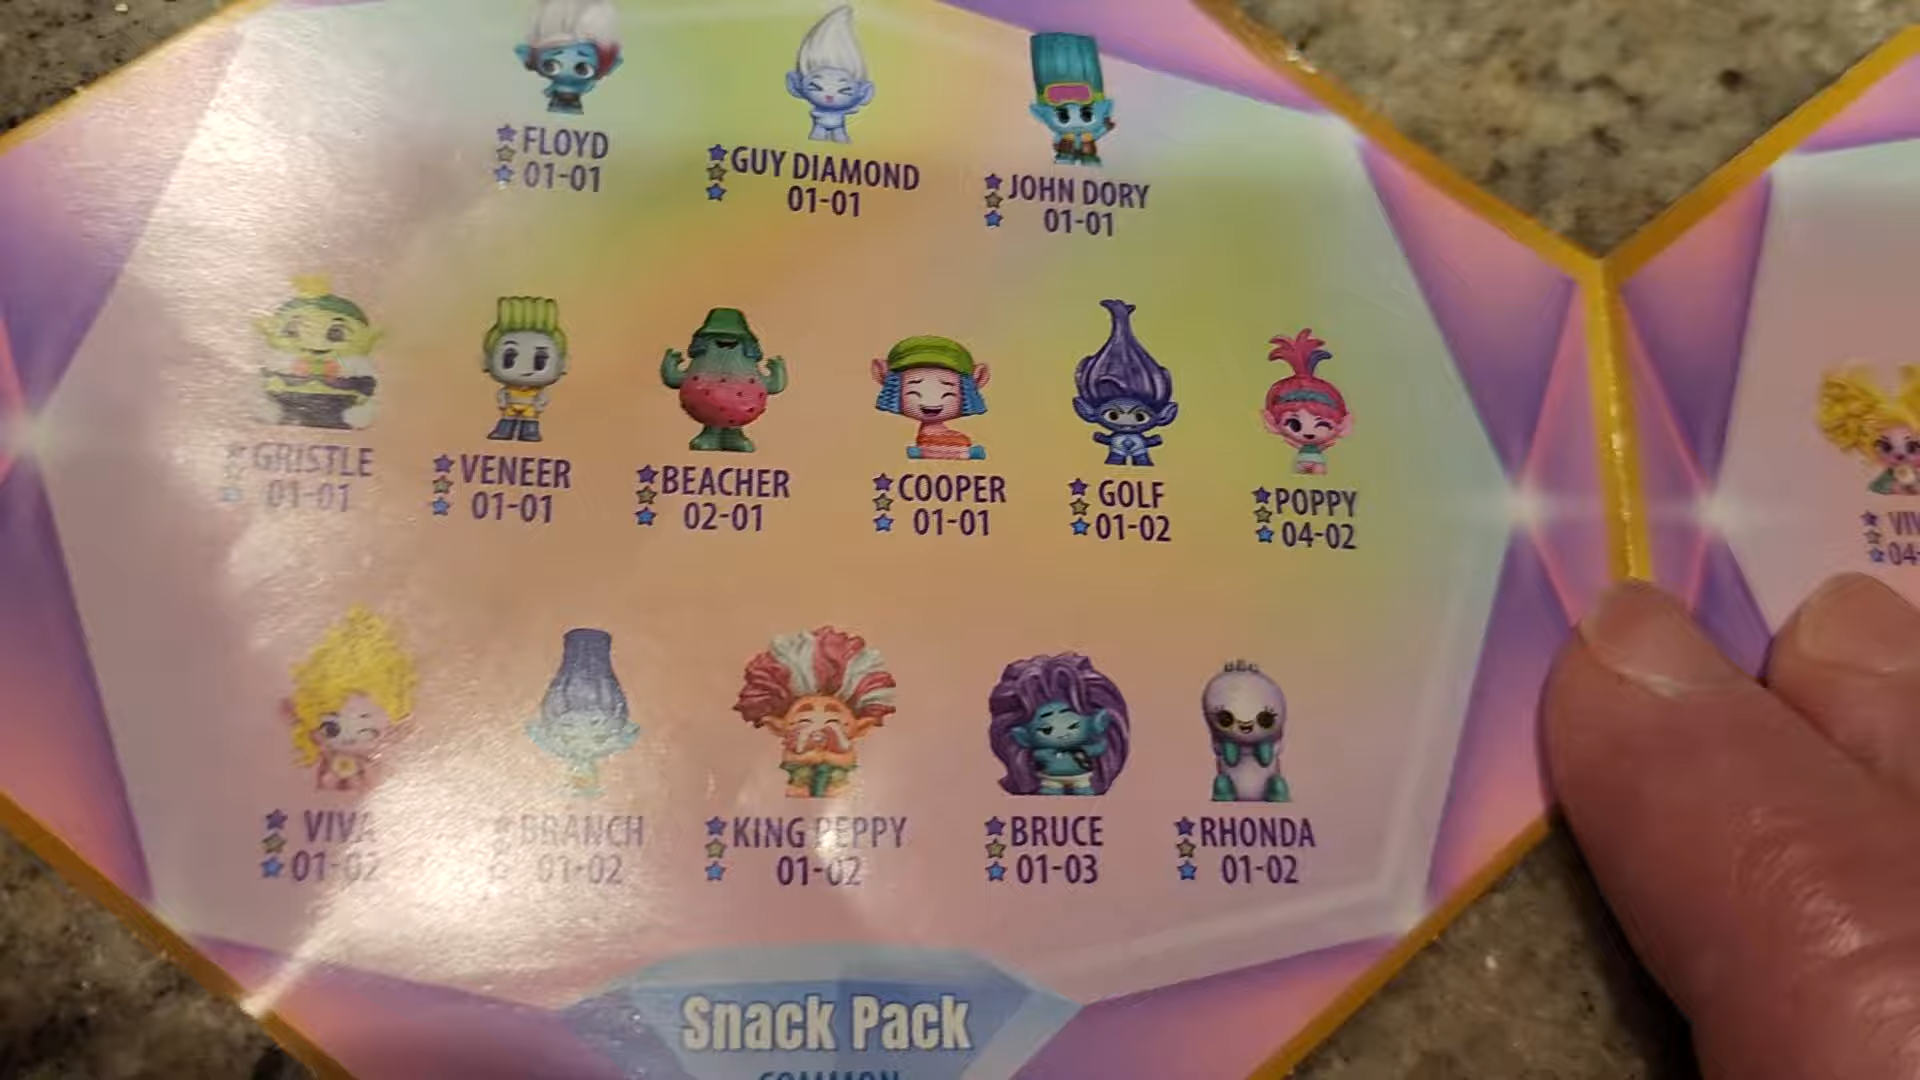 FLOYD
01-01
GUY DIAMOND
01-01
JOHN DORY
01-01
GRISTLE
01-01
VENEER
01-01
BEACHER
02-01
COOPER
01-01
GOLF
01-02
POPPY
04-02
VIVA
01-02
BRANCH
01-02
KING PEPPY
01-02
BRUCE
01-03
RHONDA
01-02
Snack Pack
COMMON